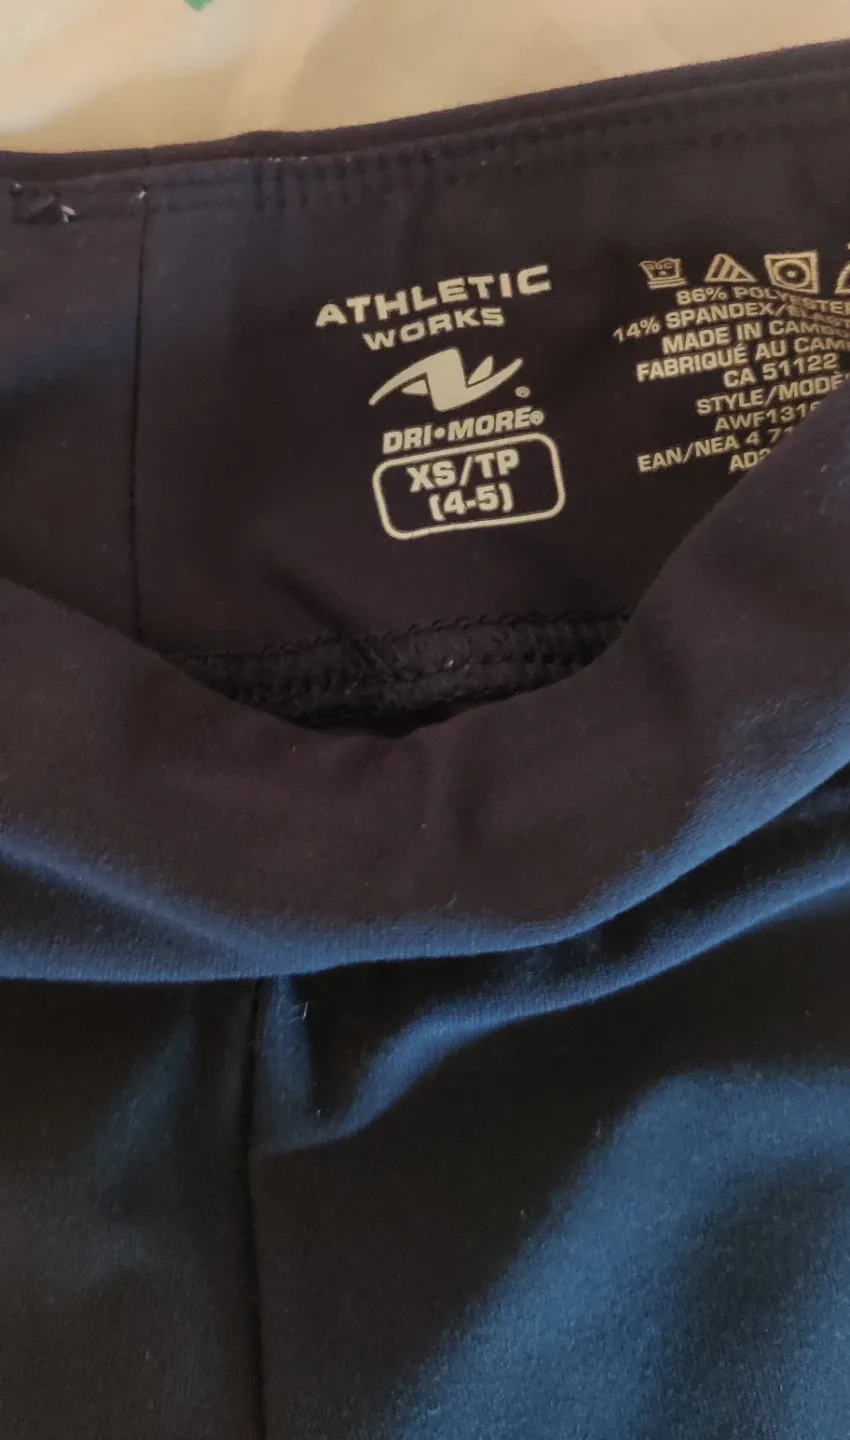 ATHLETIC
WORKS
®
DRI•MORE®
XS/TP
(4-5)
86% POLYESTER
14% SPANDEX/
MADE IN
FABRIQUÉ AU
CA 51122
STYLE/
EAN/NEA 4